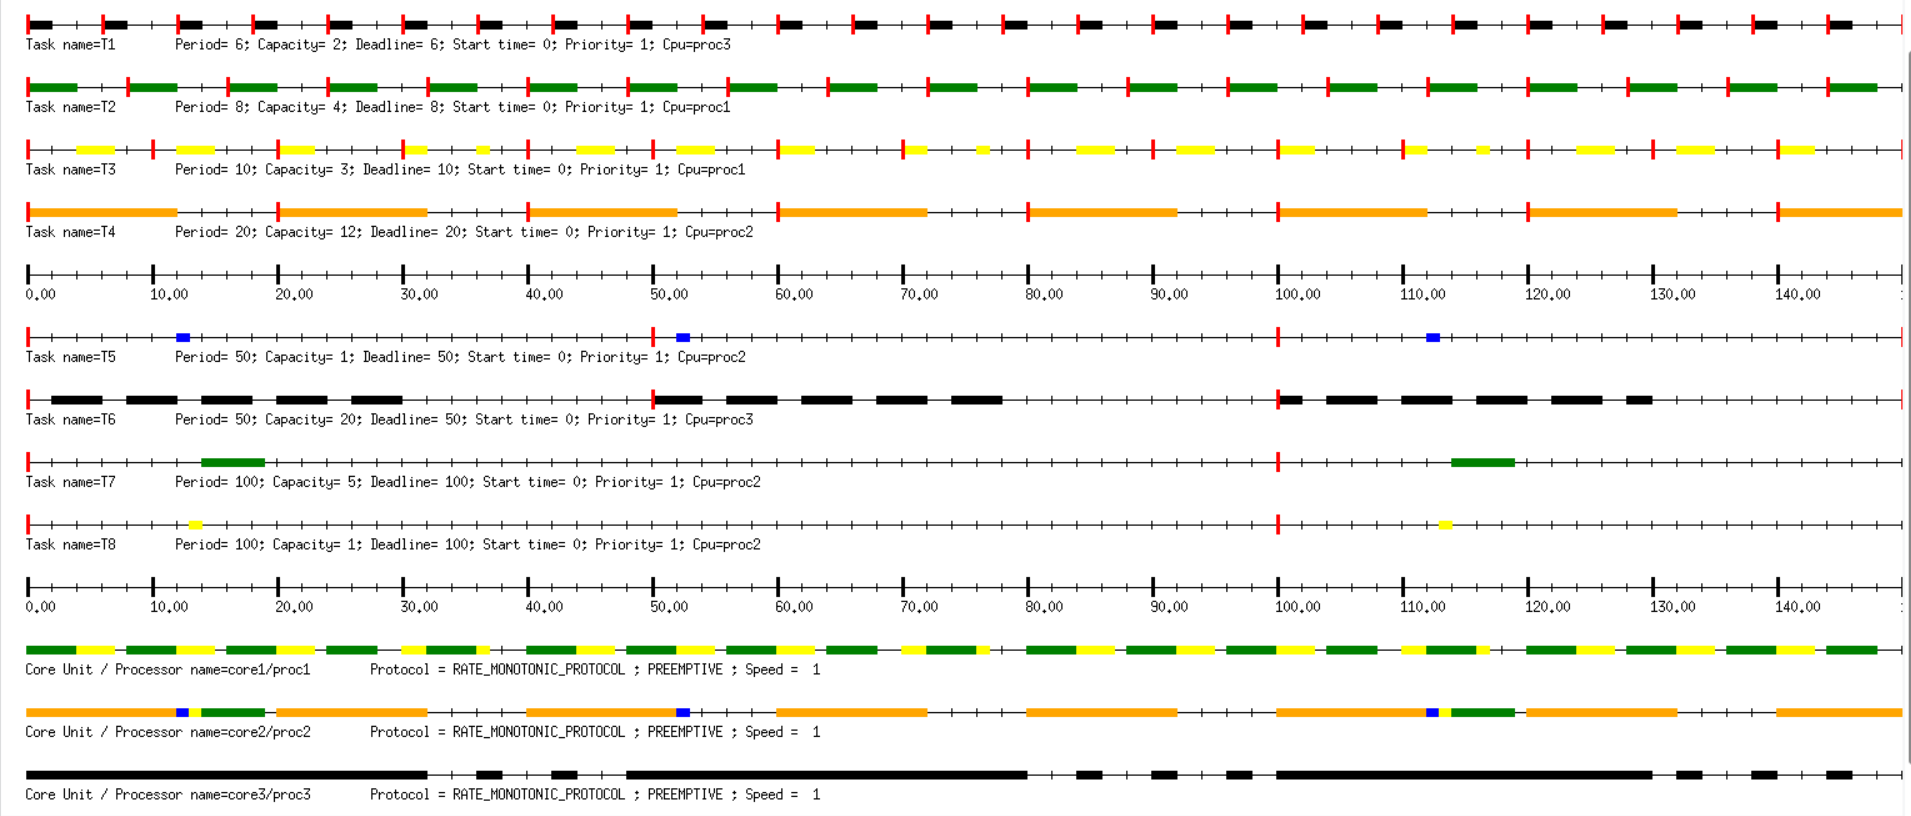 Task name=T1 Period= 6; Capacity= 2; Deadline= 6; Start time= 0; Priority= 1; Cpu=proc3
Task name=T2 Period= 8; Capacity= 4; Deadline= 8; Start time= 0; Priority= 1; Cpu=proc1
Task name=T3 Period= 10; Capacity= 3; Deadline= 10; Start time= 0; Priority= 1; Cpu=proc1
Task name=T4 Period= 20; Capacity= 12; Deadline= 20; Start time= 0; Priority= 1; Cpu=proc2
0.00 10.00 20.00 30.00 40.00 50.00 60.00 70.00 80.00 90.00 100.00 110.00 120.00 130.00 140.00
Task name=T5 Period= 50; Capacity= 1; Deadline= 50; Start time= 0; Priority= 1; Cpu=proc2
Task name=T6 Period= 50; Capacity= 20; Deadline= 50; Start time= 0; Priority= 1; Cpu=proc3
Task name=T7 Period= 100; Capacity= 5; Deadline= 100; Start time= 0; Priority= 1; Cpu=proc2
Task name=T8 Period= 100; Capacity= 1; Deadline= 100; Start time= 0; Priority= 1; Cpu=proc2
0.00 10.00 20.00 30.00 40.00 50.00 60.00 70.00 80.00 90.00 100.00 110.00 120.00 130.00 140.00
Core Unit / Processor name=core1/proc1 Protocol = RATE_MONOTONIC_PROTOCOL ; PREEMPTIVE ; Speed = 1
Core Unit / Processor name=core2/proc2 Protocol = RATE_MONOTONIC_PROTOCOL ; PREEMPTIVE ; Speed = 1
Core Unit / Processor name=core3/proc3 Protocol = RATE_MONOTONIC_PROTOCOL ; PREEMPTIVE ; Speed = 1